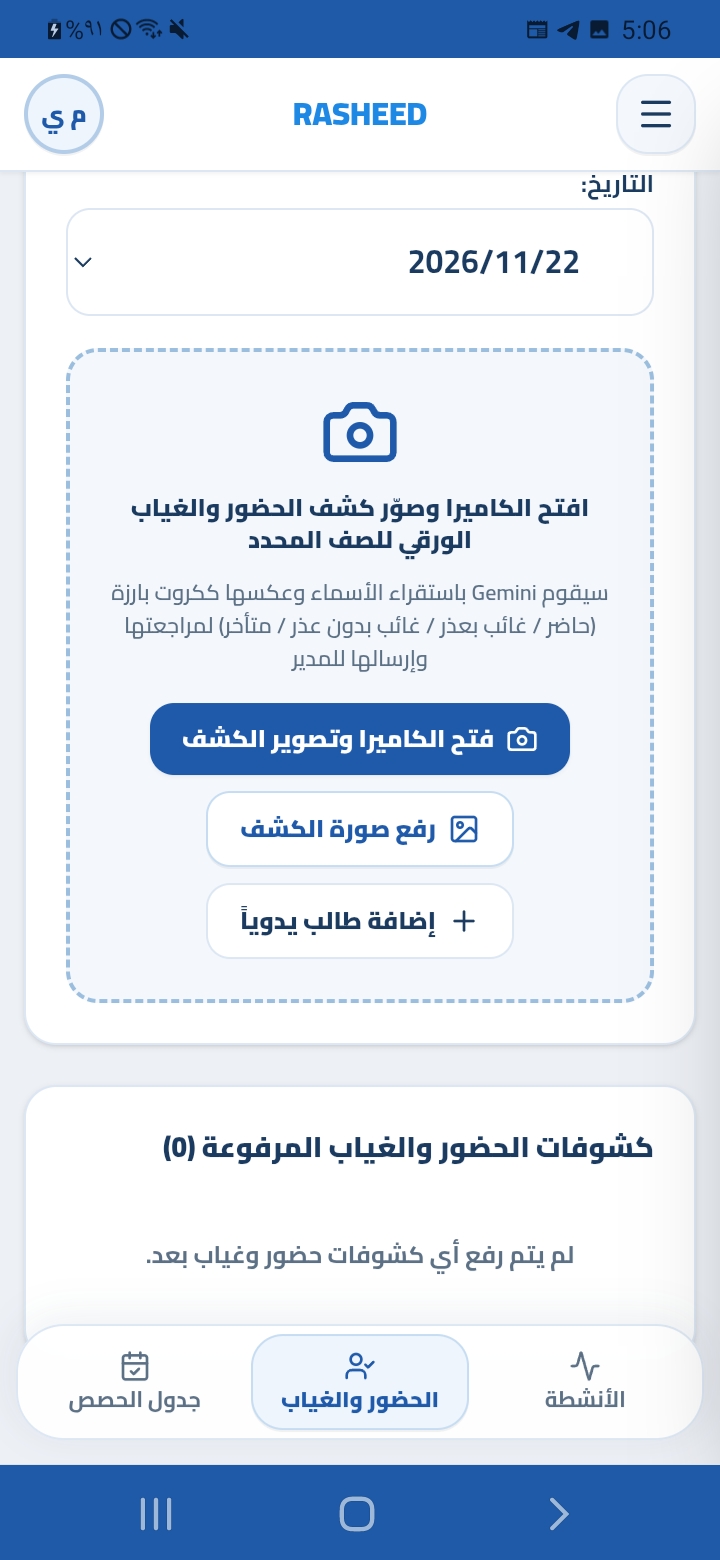 5:06
%٩١
RASHEED
م ي
التاريخ:
2026/11/22
افتح الكاميرا وصوّر كشف الحضور والغياب
الورقي للصف المحدد
سيقوم Gemini باستقراء الأسماء وعكسها ككروت بارزة
(حاضر / غائب بعذر / غائب بدون عذر / متأخر) لمراجعتها
وإرسالها للمدير
فتح الكاميرا وتصوير الكشف
رفع صورة الكشف
إضافة طالب يدوياً
كشوفات الحضور والغياب المرفوعة (0)
لم يتم رفع أي كشوفات حضور وغياب بعد.
الأنشطة
الحضور والغياب
جدول الحصص